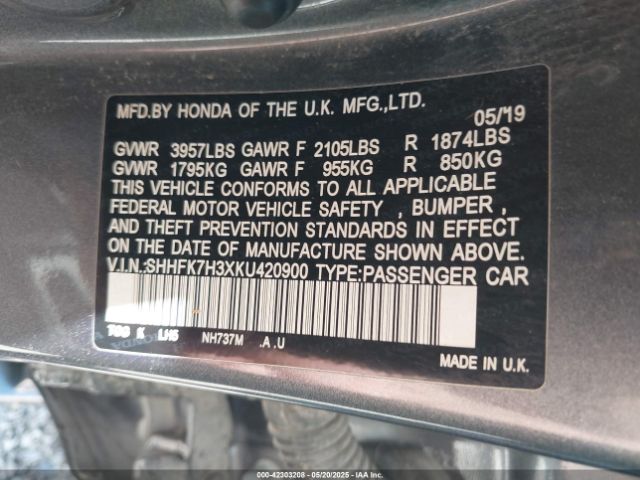 MFD.BY HONDA OF THE U.K. MFG.,LTD. 05/19
GVWR 3957LBS GAWR F 2105LBS R 1874LBS
GVWR 1795KG GAWR F 955KG R 850KG
THIS VEHICLE CONFORMS TO ALL APPLICABLE
FEDERAL MOTOR VEHICLE SAFETY , BUMPER ,
AND THEFT PREVENTION STANDARDS IN EFFECT
ON THE DATE OF MANUFACTURE SHOWN ABOVE.
V.I.N.:SHHFK7H3XKU420900 TYPE:PASSENGER CAR
K LH5 NH737M .A .U
MADE IN U.K.
000-42303208 - 05/20/2025 - IAA Inc.